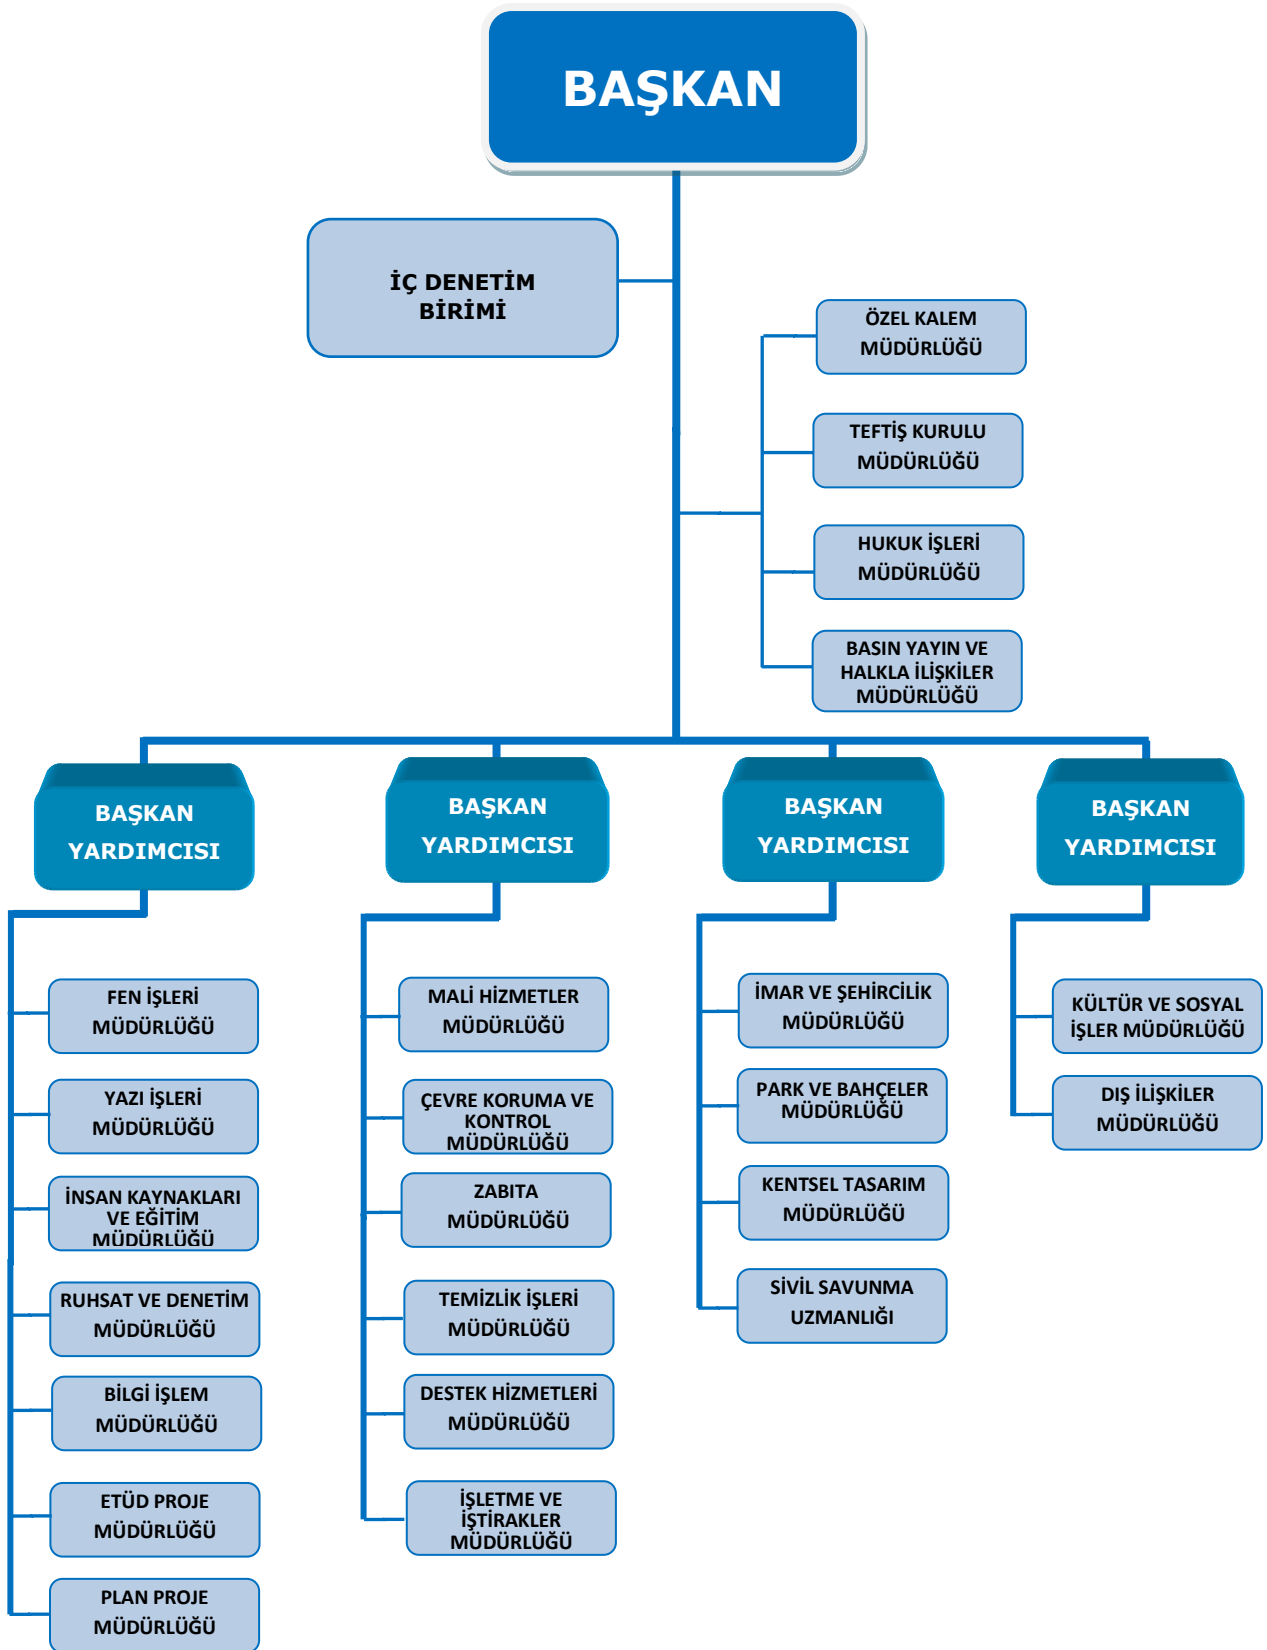 BAŞKAN
İÇ DENETİM
BİRİMİ
ÖZEL KALEM
MÜDÜRLÜĞÜ
TEFTİŞ KURULU
MÜDÜRLÜĞÜ
HUKUK İŞLERİ
MÜDÜRLÜĞÜ
BASIN YAYIN VE
HALKLA İLİŞKİLER
MÜDÜRLÜĞÜ
BAŞKAN
YARDIMCISI
FEN İŞLERİ
MÜDÜRLÜĞÜ
YAZI İŞLERİ
MÜDÜRLÜĞÜ
İNSAN KAYNAKLARI
VE EĞİTİM
MÜDÜRLÜĞÜ
RUHSAT VE DENETİM
MÜDÜRLÜĞÜ
BİLGİ İŞLEM
MÜDÜRLÜĞÜ
ETÜD PROJE
MÜDÜRLÜĞÜ
PLAN PROJE
MÜDÜRLÜĞÜ
BAŞKAN
YARDIMCISI
MALİ HİZMETLER
MÜDÜRLÜĞÜ
ÇEVRE KORUMA VE
KONTROL
MÜDÜRLÜĞÜ
ZABITA
MÜDÜRLÜĞÜ
TEMİZLİK İŞLERİ
MÜDÜRLÜĞÜ
DESTEK HİZMETLERİ
MÜDÜRLÜĞÜ
İŞLETME VE
İŞTİRAKLER
MÜDÜRLÜĞÜ
BAŞKAN
YARDIMCISI
İMAR VE ŞEHİRCİLİK
MÜDÜRLÜĞÜ
PARK VE BAHÇELER
MÜDÜRLÜĞÜ
KENTSEL TASARIM
MÜDÜRLÜĞÜ
SİVİL SAVUNMA
UZMANLIĞI
BAŞKAN
YARDIMCISI
KÜLTÜR VE SOSYAL
İŞLER MÜDÜRLÜĞÜ
DIŞ İLİŞKİLER
MÜDÜRLÜĞÜ